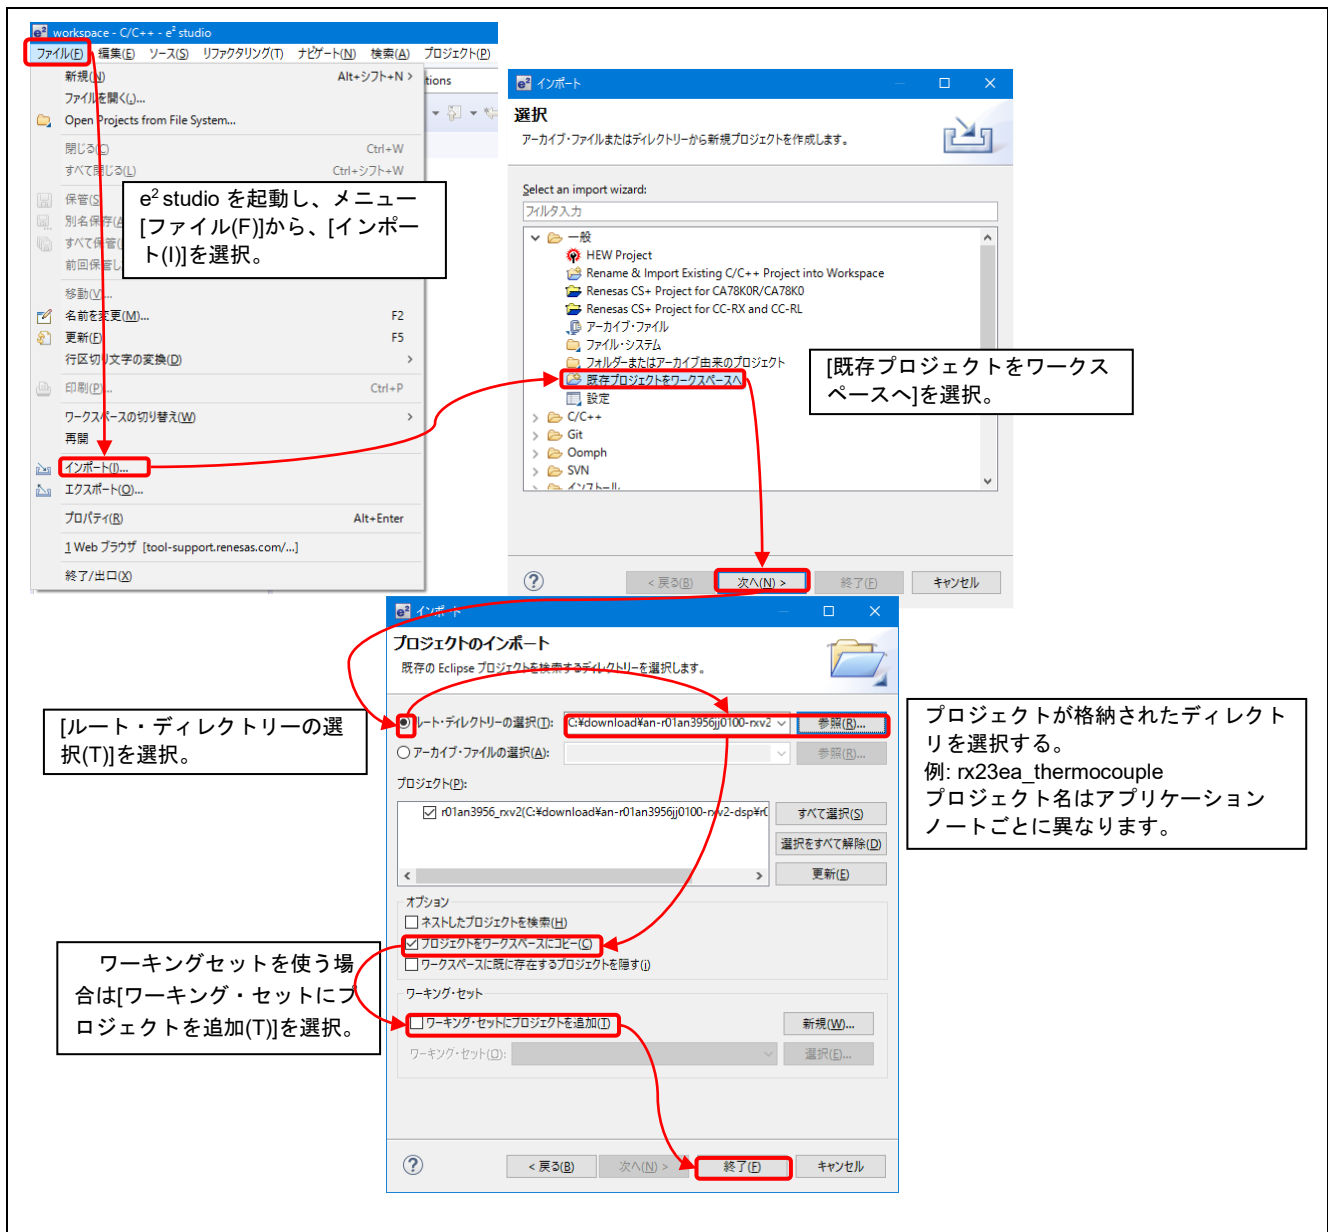 workspace - C/C++ - e² studio
ファイル(F) 編集(E) ソース(S) リファクタリング(T) ナビゲート(N) 検索(A) プロジェクト(P)
新規(N) Alt+シフト+N >
ファイルを開く(.)...
Open Projects from File System...
閉じる(C) Ctrl+W
すべて閉じる(L) Ctrl+シフト+W
保管(S)
別名保存(A)
すべて保管(
前回保管し
移動(V)...
名前を変更(M)... F2
更新(F) F5
行区切り文字の変換(D) >
印刷(P)... Ctrl+P
ワークスペースの切り替え(W) >
再開
インポート(I)...
エクスポート(O)...
プロパティ(R) Alt+Enter
1 Web ブラウザ [tool-support.renesas.com/...]
終了/出口(X)
tions
e² studio を起動し、メニュー
[ファイル(F)]から、[インポー
ト(I)]を選択。
インポート
選択
アーカイブ・ファイルまたはディレクトリーから新規プロジェクトを作成します。
Select an import wizard:
フィルタ入力
一般
HEW Project
Rename & Import Existing C/C++ Project into Workspace
Renesas CS+ Project for CA78K0R/CA78K0
Renesas CS+ Project for CC-RX and CC-RL
アーカイブ・ファイル
ファイル・システム
フォルダーまたはアーカイブ由来のプロジェクト
既存プロジェクトをワークスペースへ
設定
C/C++
Git
Oomph
SVN
インストール
< 戻る(B) 次へ(N) > 終了(F) キャンセル
[既存プロジェクトをワークス
ペースへ]を選択。
インポート
プロジェクトのインポート
既存の Eclipse プロジェクトを検索するディレクトリーを選択します。
ルート・ディレクトリーの選択(T): C:¥download¥an-r01an3956jj0100-rxv2 参照(R)...
アーカイブ・ファイルの選択(A): 参照(R)...
プロジェクト(P):
r01an3956_rxv2(C:¥download¥an-r01an3956jj0100-rxv2-dsp¥r0 すべて選択(S)
選択をすべて解除(D)
更新(E)
オプション
ネストしたプロジェクトを検索(H)
プロジェクトをワークスペースにコピー(C)
ワークスペースに既に存在するプロジェクトを隠す(i)
ワーキング・セット
ワーキング・セットにプロジェクトを追加(T) 新規(W)...
ワーキング・セット(O): 選択(E)...
< 戻る(B) 次へ(N) > 終了(F) キャンセル
[ルート・ディレクトリーの選
択(T)]を選択。
プロジェクトが格納されたディレクト
リを選択する。
例: rx23ea_thermocouple
プロジェクト名はアプリケーション
ノートごとに異なります。
ワーキングセットを使う場
合は[ワーキング・セットにプ
ロジェクトを追加(T)]を選択。